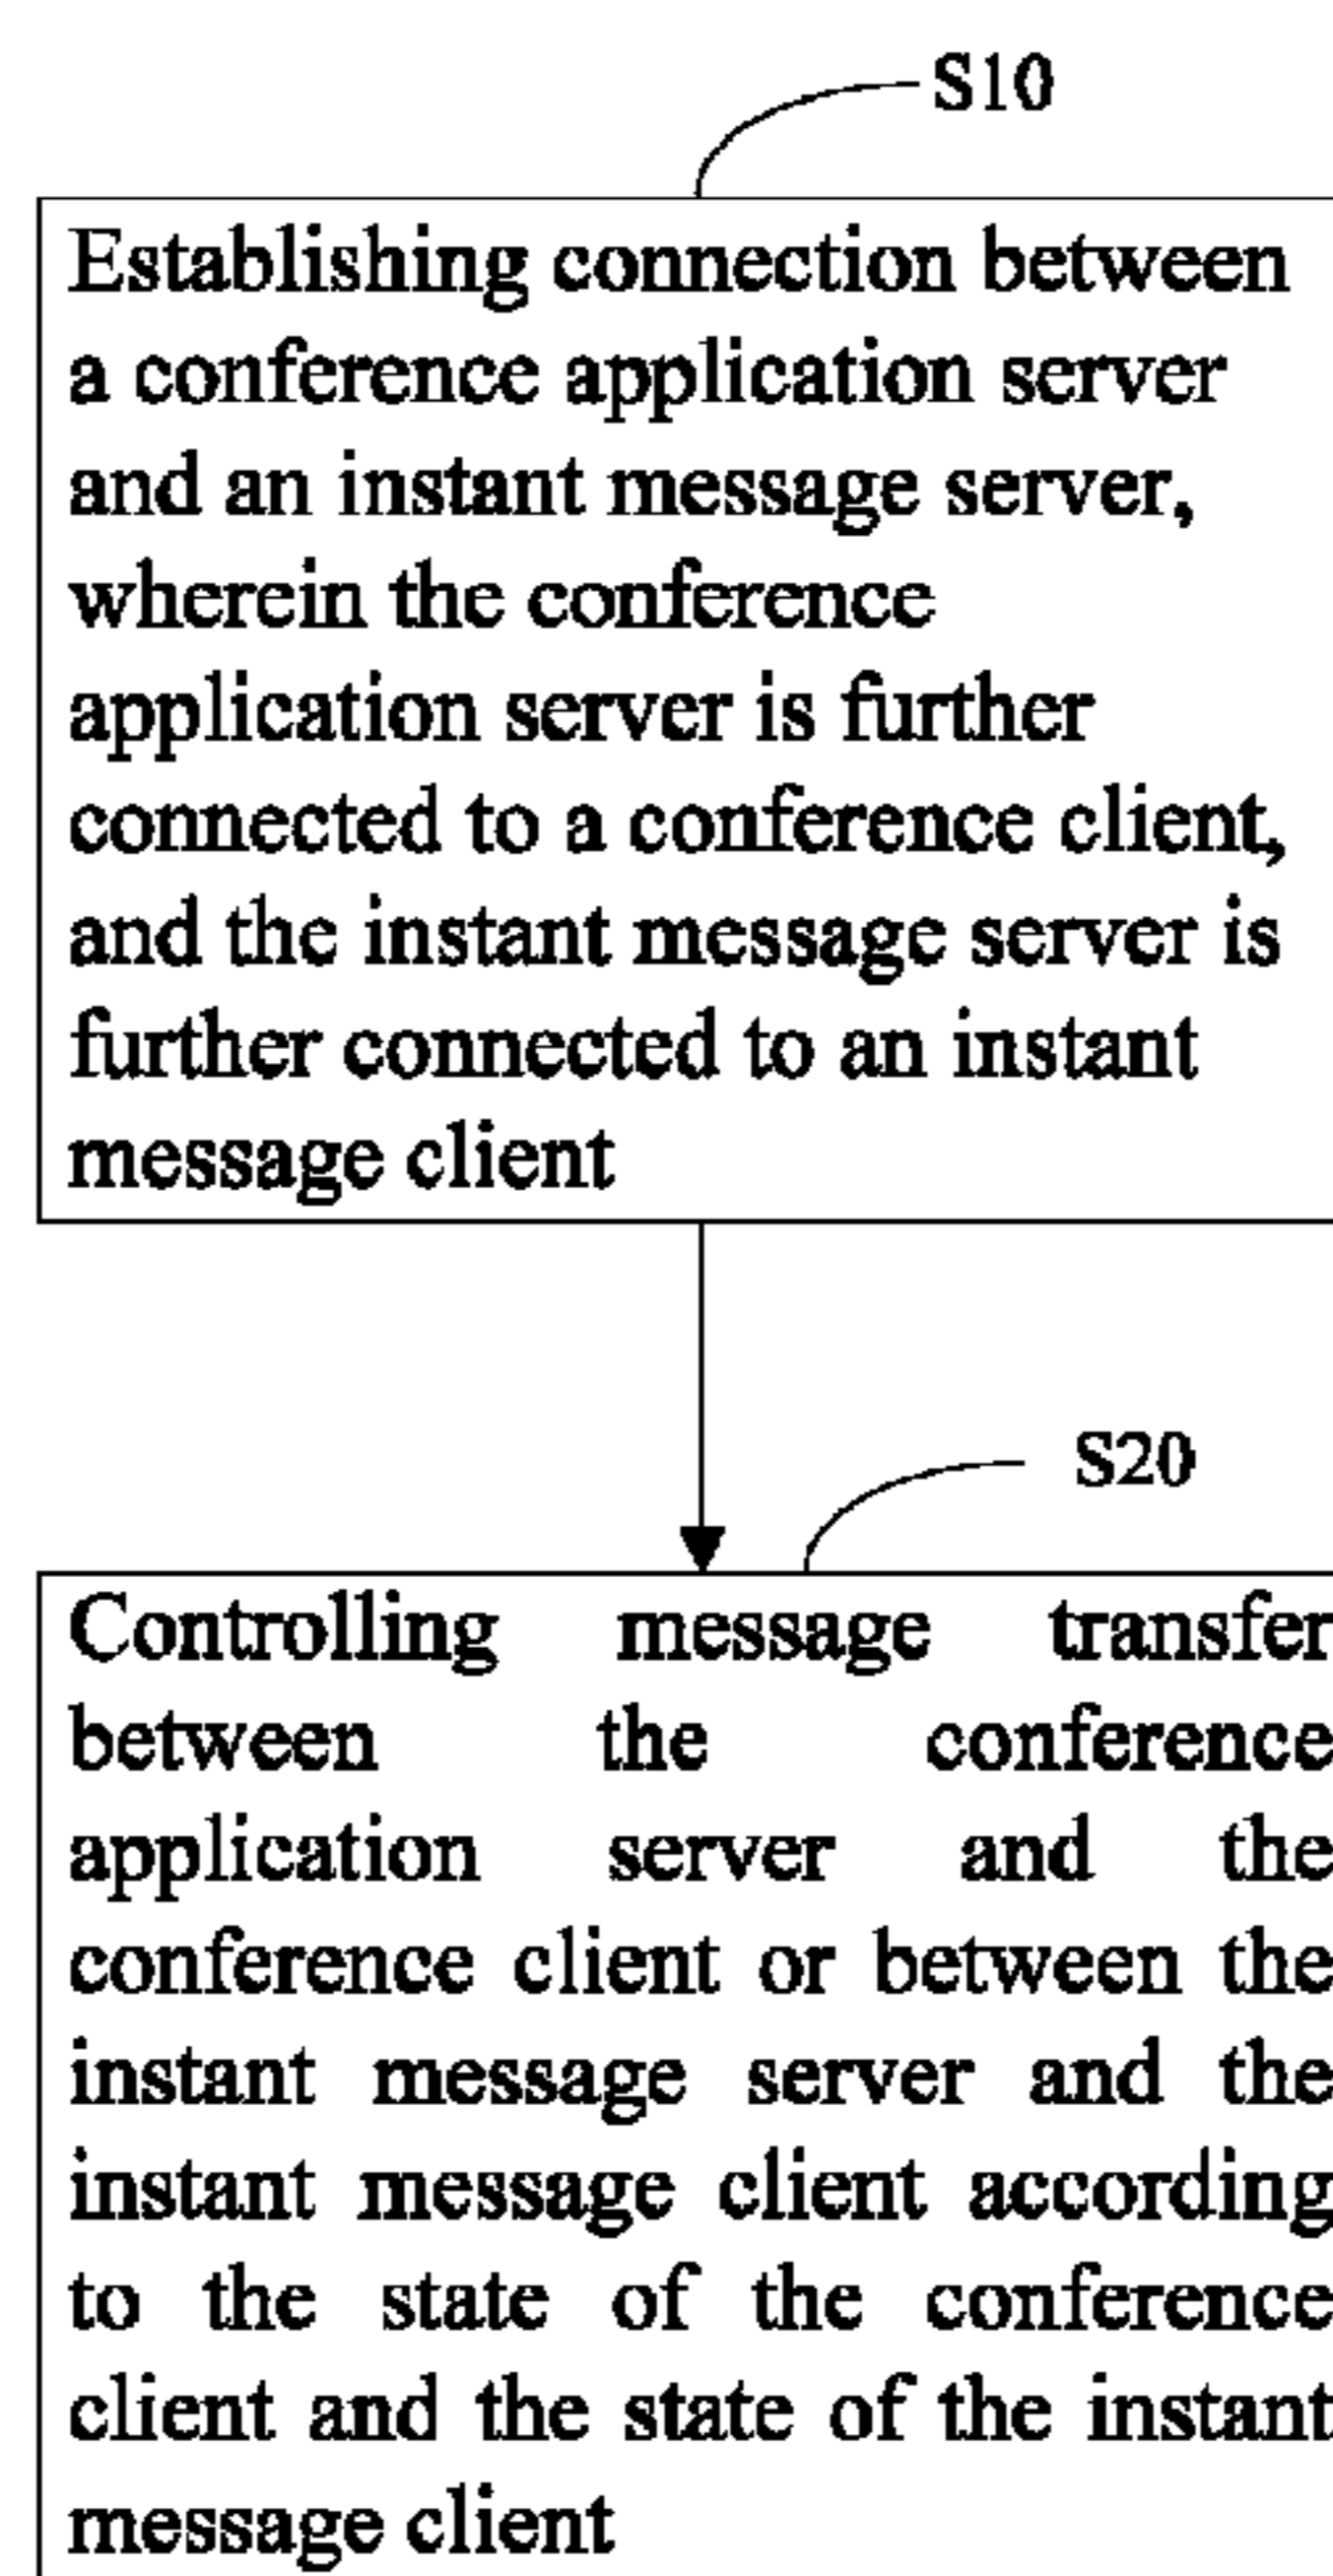 S10
Establishing connection between
a conference application server
and an instant message server,
wherein the conference
application server is further
connected to a conference client,
and the instant message server is
further connected to an instant
message client
S20
Controlling message transfer
between the conference
application server and the
conference client or between the
instant message server and the
instant message client according
to the state of the conference
client and the state of the instant
message client